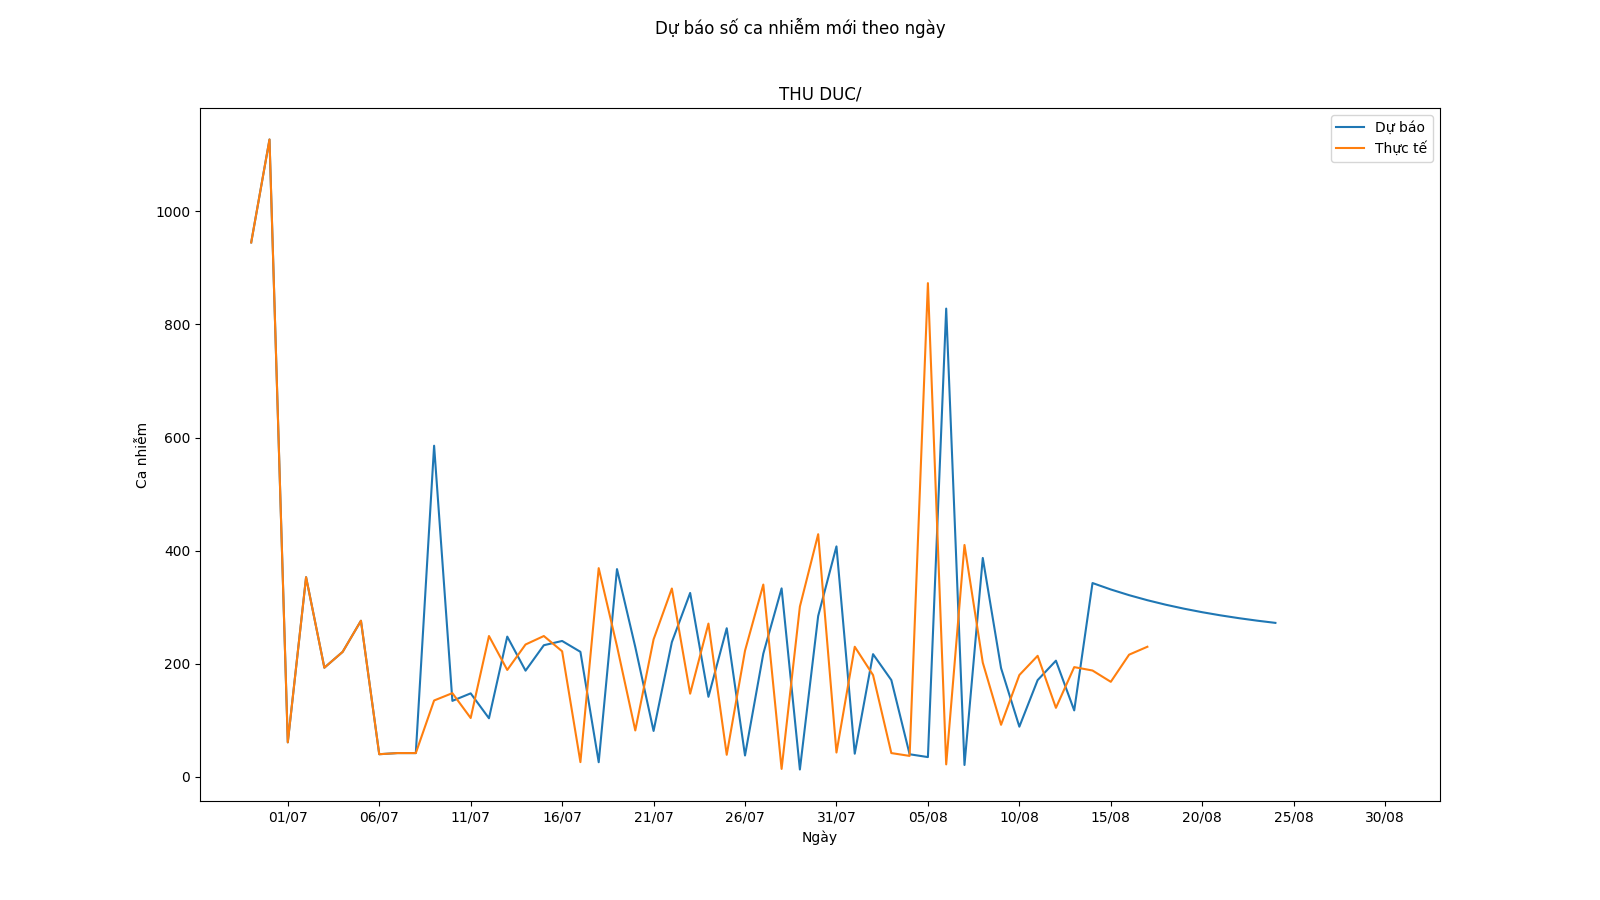 Dự báo số ca nhiễm mới theo ngày
THU DUC/
Dự báo
Thực tế
1000
800
600
400
200
0
Ca nhiễm
01/07 06/07 11/07 16/07 21/07 26/07 31/07 05/08 10/08 15/08 20/08 25/08 30/08
Ngày